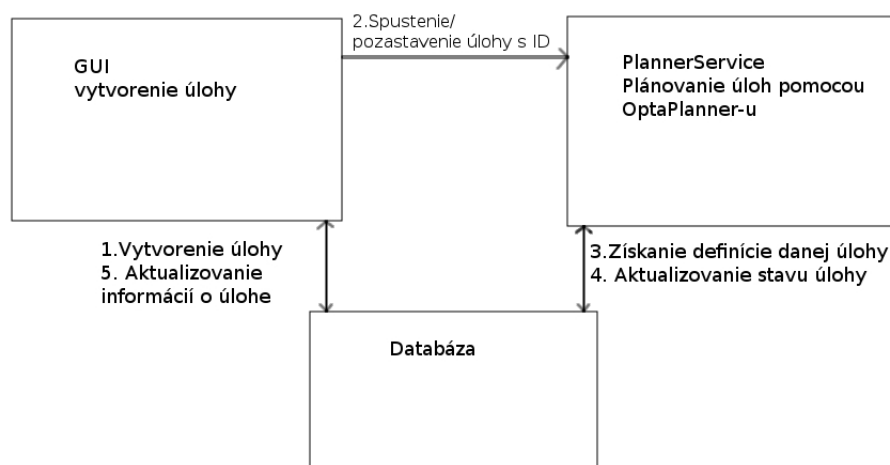 2.Spustenie/
pozastavenie úlohy s ID
GUI
vytvorenie úlohy
PlannerService
Plánovanie úloh pomocou
OptaPlanner-u
1.Vytvorenie úlohy
5. Aktualizovanie
informácií o úlohe
3.Získanie definície danej úlohy
4. Aktualizovanie stavu úlohy
Databáza